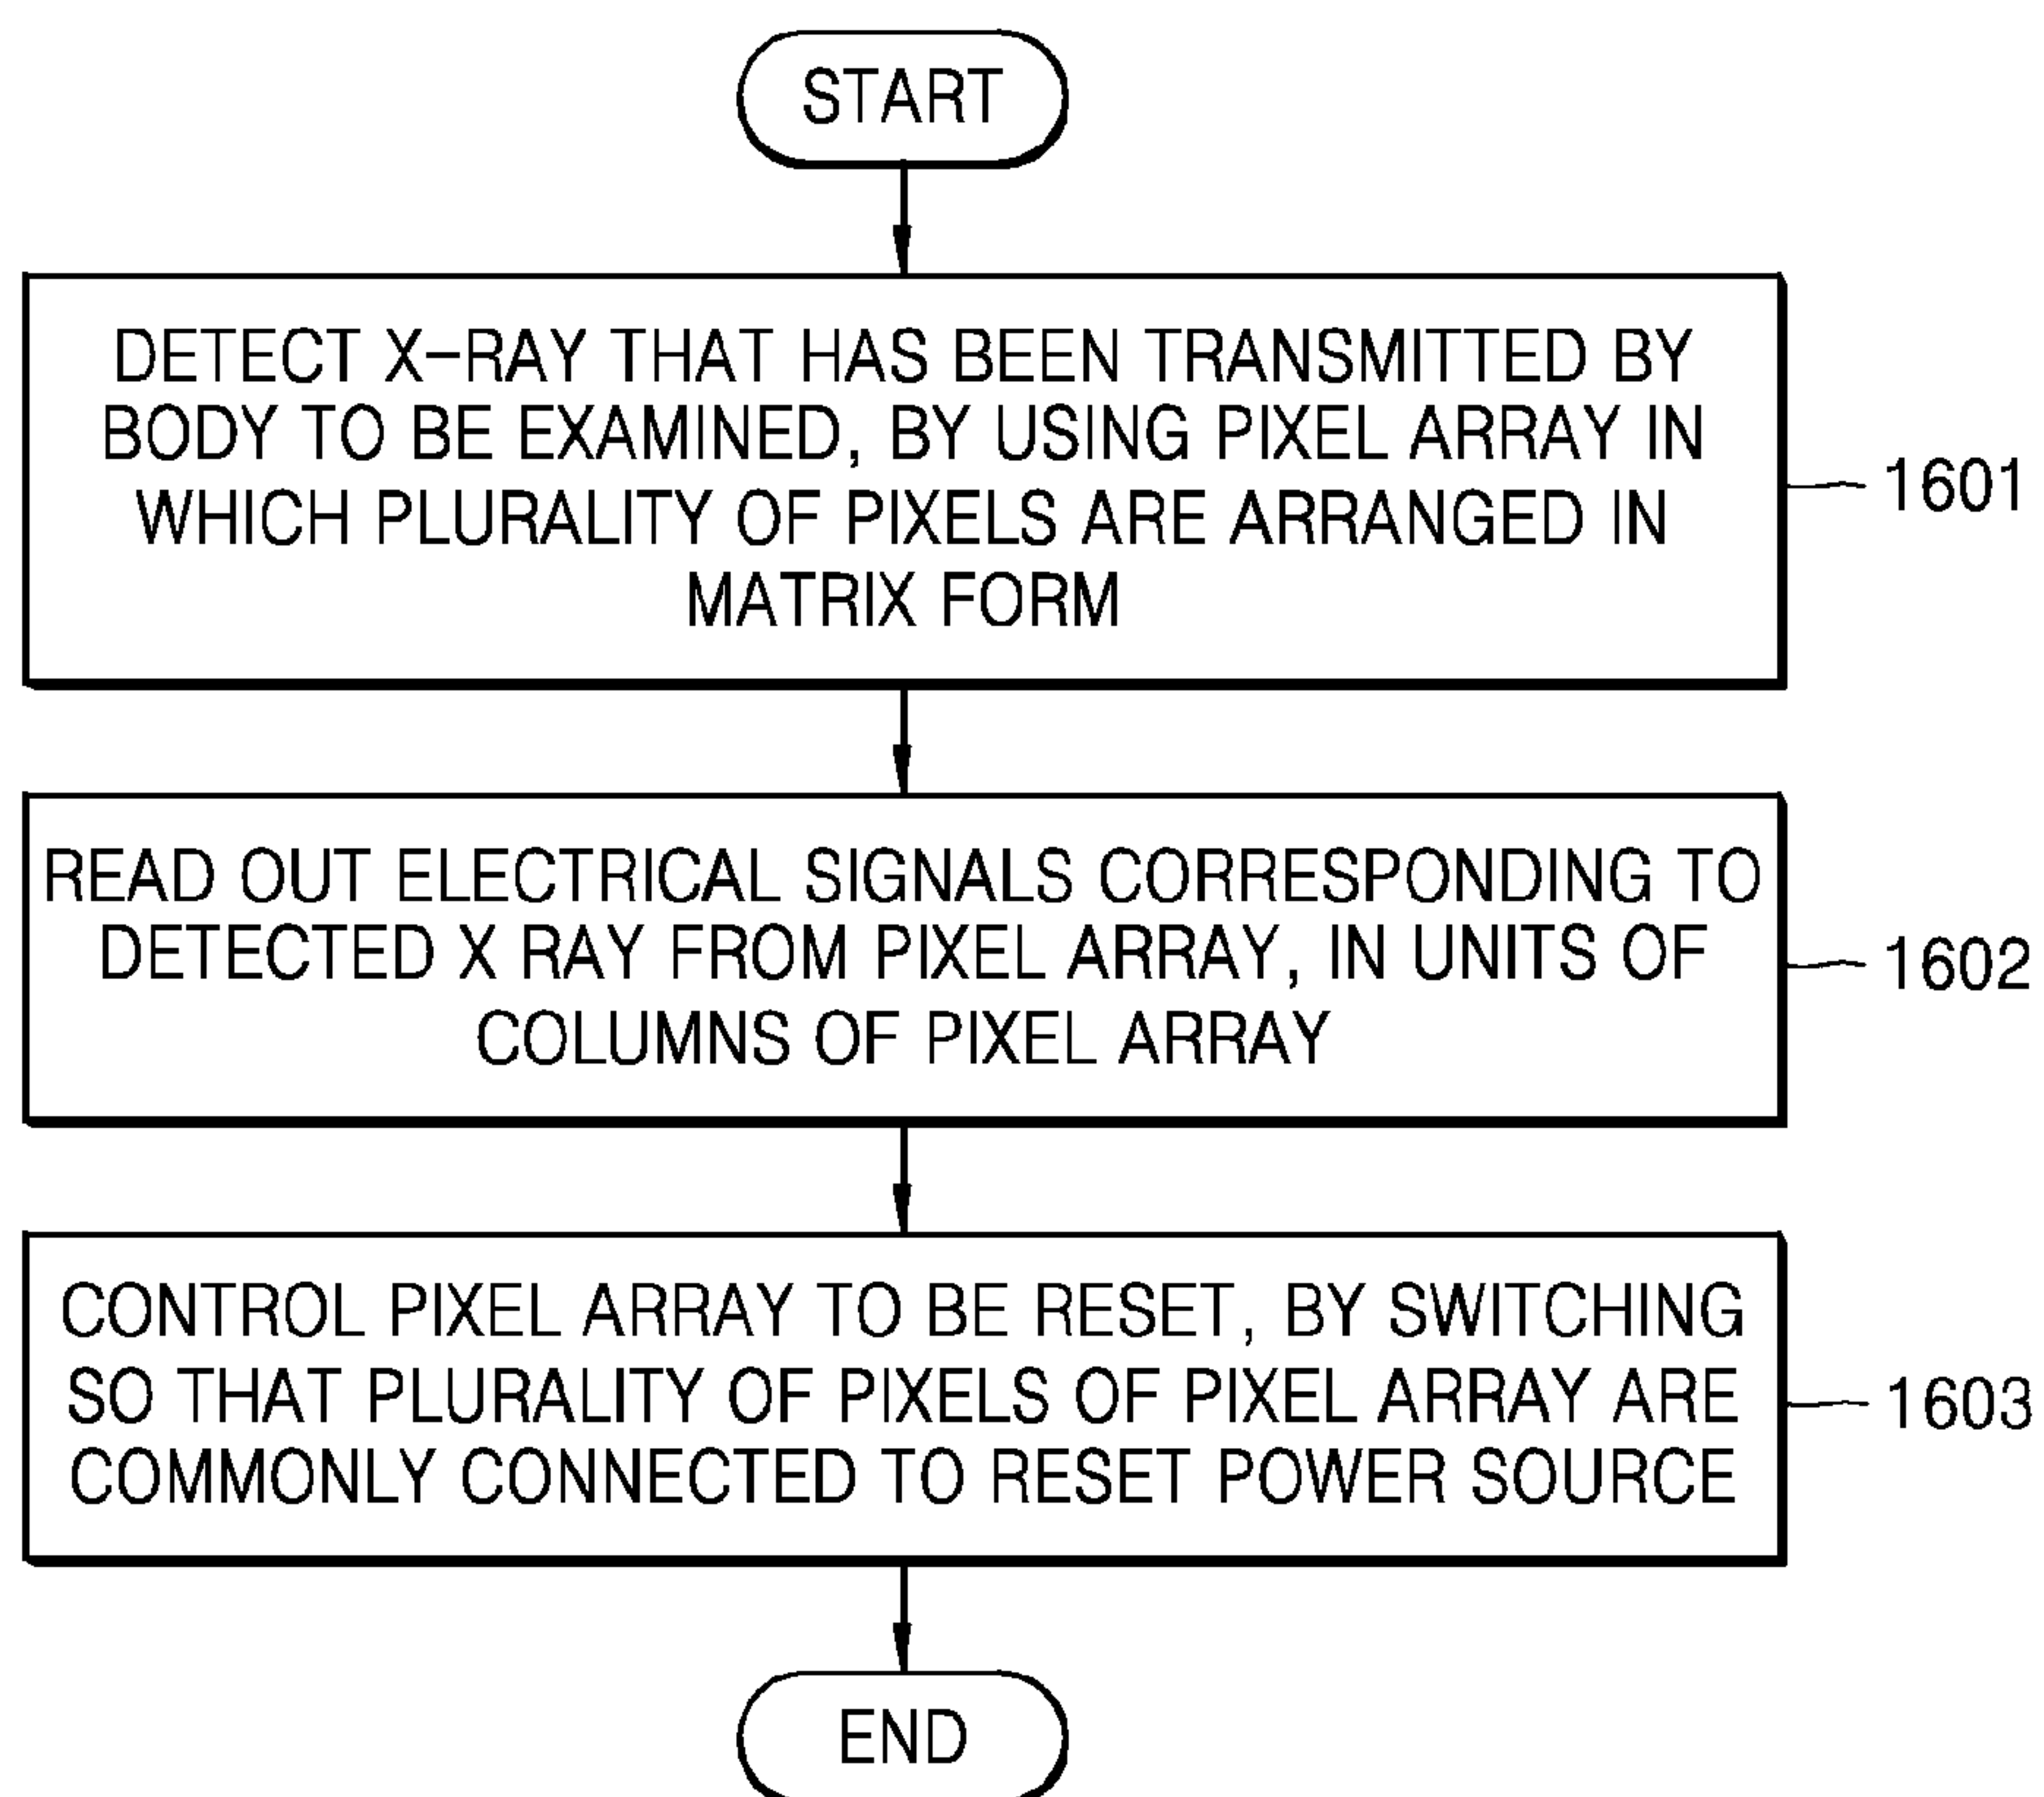 START
DETECT X-RAY THAT HAS BEEN TRANSMITTED BY
BODY TO BE EXAMINED, BY USING PIXEL ARRAY IN
WHICH PLURALITY OF PIXELS ARE ARRANGED IN
MATRIX FORM
1601
READ OUT ELECTRICAL SIGNALS CORRESPONDING TO
DETECTED X RAY FROM PIXEL ARRAY, IN UNITS OF
COLUMNS OF PIXEL ARRAY
1602
CONTROL PIXEL ARRAY TO BE RESET, BY SWITCHING
SO THAT PLURALITY OF PIXELS OF PIXEL ARRAY ARE
COMMONLY CONNECTED TO RESET POWER SOURCE
1603
END